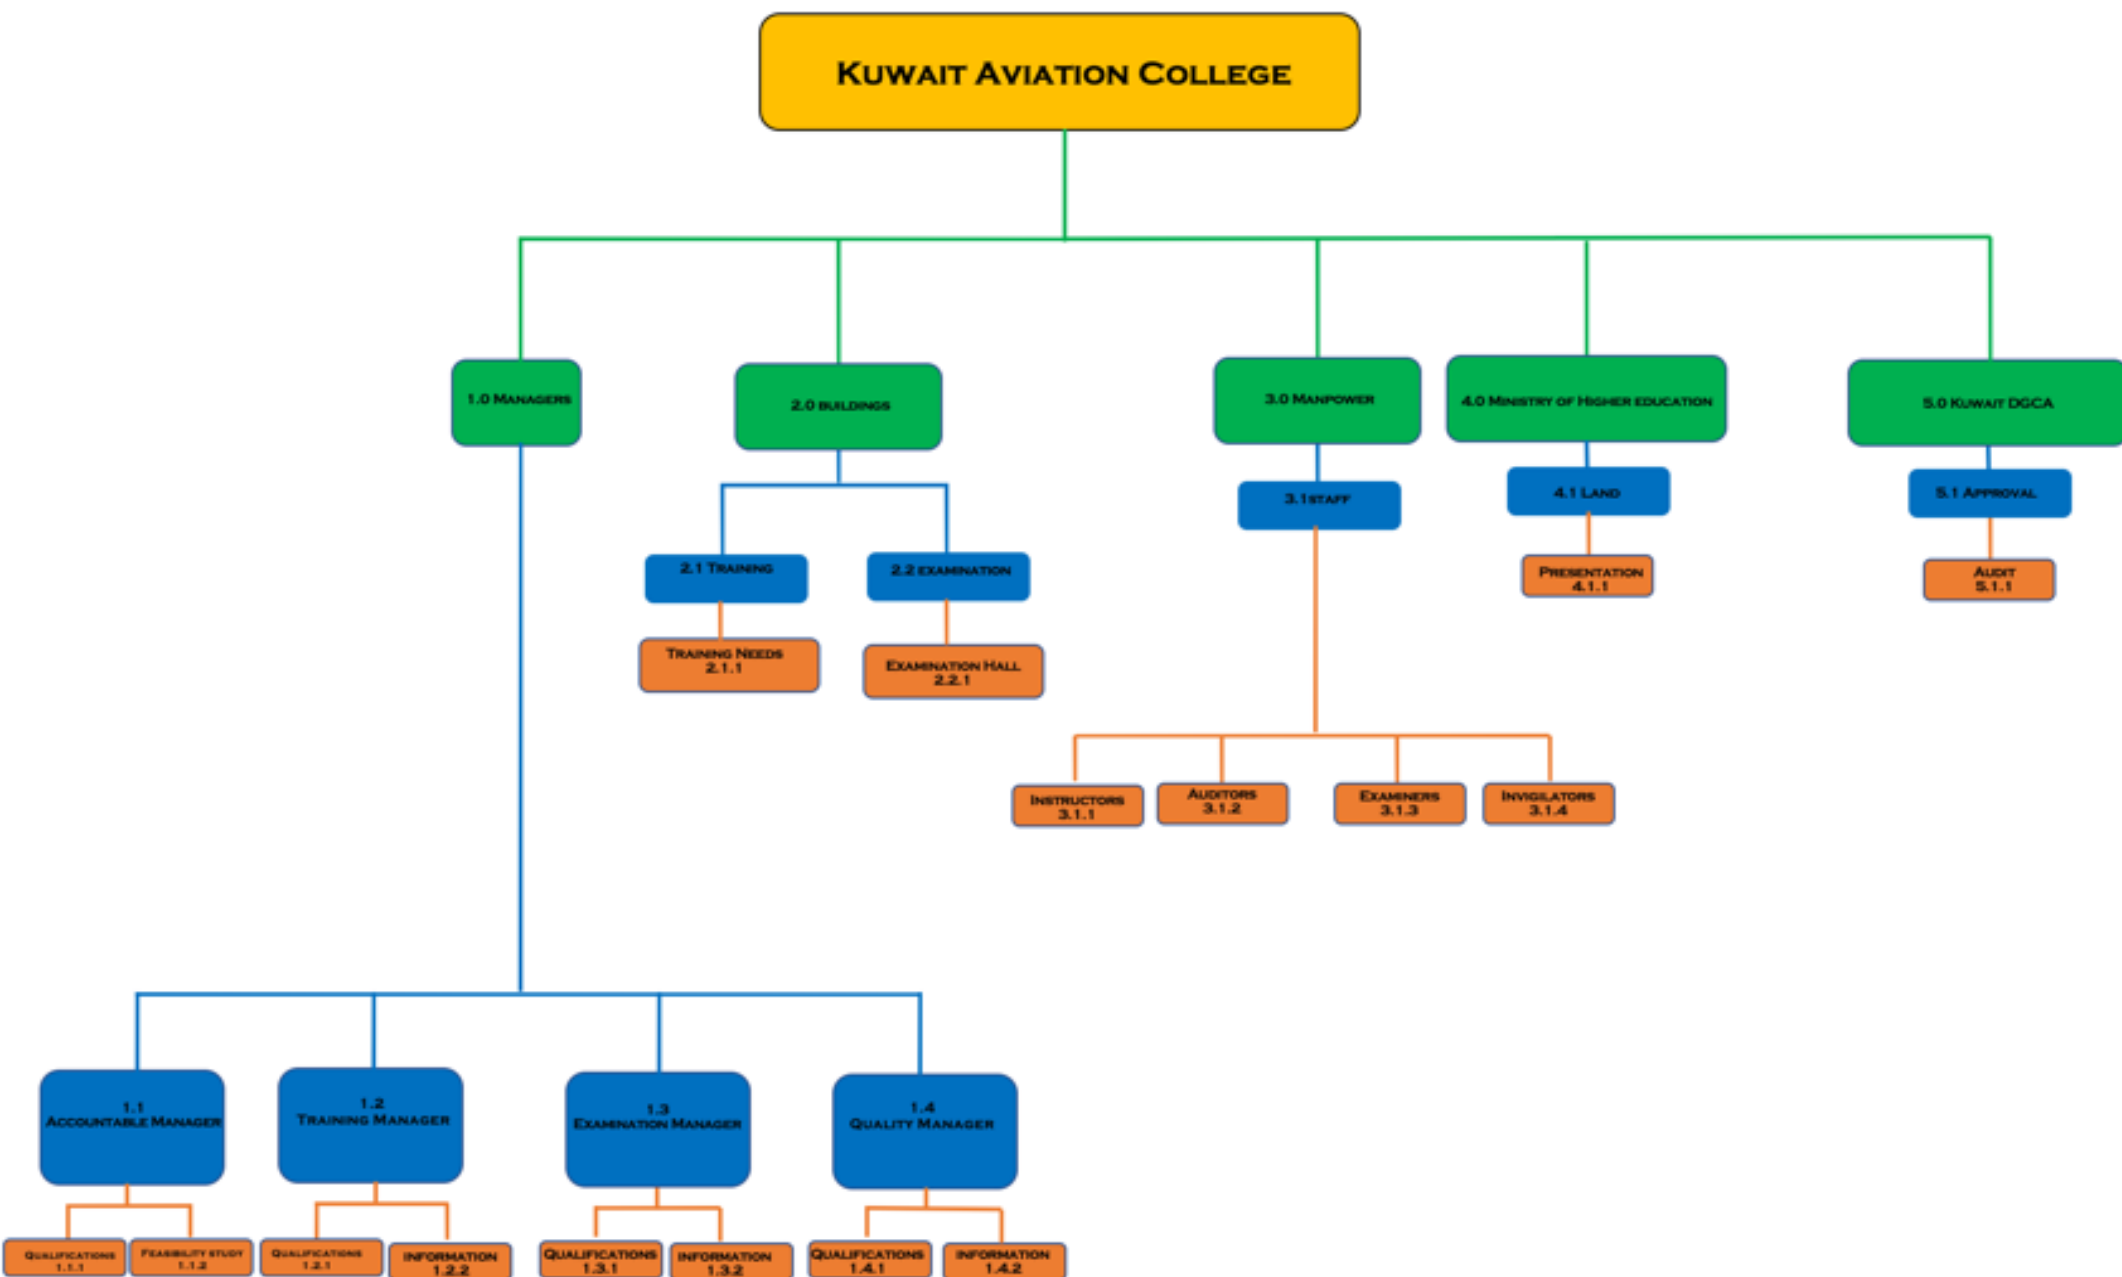 Kuwait Aviation College
1.0 Managers
2.0 buildings
3.0 Manpower
4.0 Ministry of Higher education
5.0 Kuwait DGCA
3.1staff
4.1 Land
5.1 Approval
2.1 Training
2.2 examination
Presentation
4.1.1
Audit
5.1.1
Training Needs
2.1.1
Examination Hall
2.2.1
Instructors
3.1.1
Auditors
3.1.2
Examiners
3.1.3
Invigilators
3.1.4
1.1
Accountable Manager
1.2
Training Manager
1.3
Examination Manager
1.4
Quality Manager
Qualifications
1.1.1
Feasibility study
1.1.2
Qualifications
1.2.1
information
1.2.2
Qualifications
1.3.1
information
1.3.2
Qualifications
1.4.1
information
1.4.2